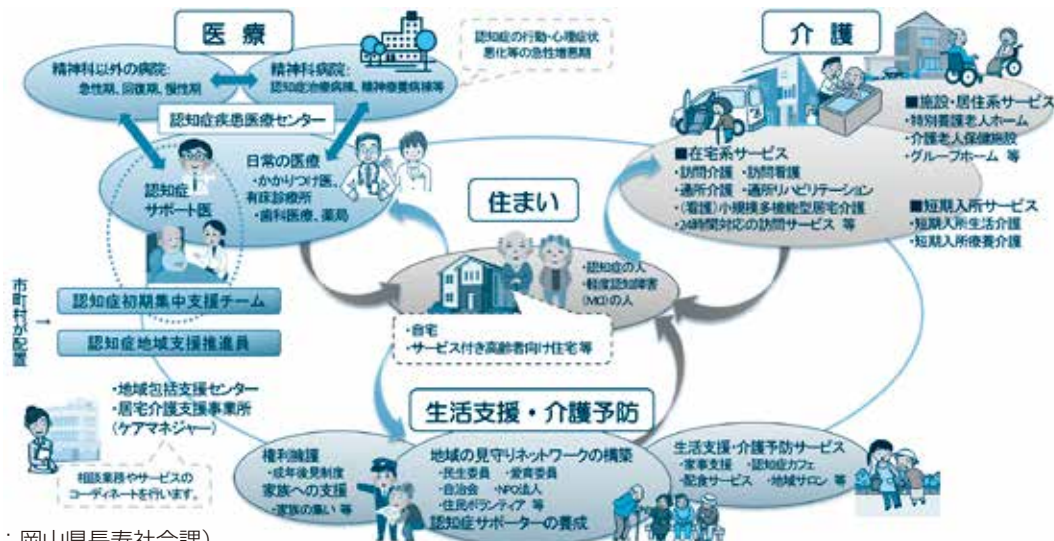 医療
精神科以外の病院:
急性期、回復期、慢性期
精神科病院:
認知症治療病棟、精神療養病棟等
認知症の行動・心理症状
悪化等の急性増悪期
認知症疾患医療センター
日常の医療
・かかりつけ医、
有床診療所
・歯科医療、薬局
認知症
サポート医
認知症初期集中支援チーム
認知症地域支援推進員
市町村が配置
・地域包括支援センター
・居宅介護支援事業所
(ケアマネジャー)
相談業務やサービスの
コーディネートを行います。
介護
■施設・居住系サービス
・特別養護老人ホーム
・介護老人保健施設
・グループホーム 等
■在宅系サービス
・訪問介護 ・訪問看護
・通所介護 ・通所リハビリテーション
・(看護)小規模多機能型居宅介護
・24時間対応の訪問サービス 等
■短期入所サービス
・短期入所生活介護
・短期入所療養介護
住まい
・認知症の人
・軽度認知障害
(MCI)の人
・自宅
・サービス付き高齢者向け住宅等
生活支援・介護予防
権利擁護
・成年後見制度
家族への支援
・家族の集い 等
地域の見守りネットワークの構築
・民生委員 ・愛育委員
・自治会 ・NPO法人
・住民ボランティア 等
認知症サポーターの養成
生活支援・介護予防サービス
・家事支援 ・認知症カフェ
・配食サービス ・地域サロン 等
:岡山県長寿社会課)